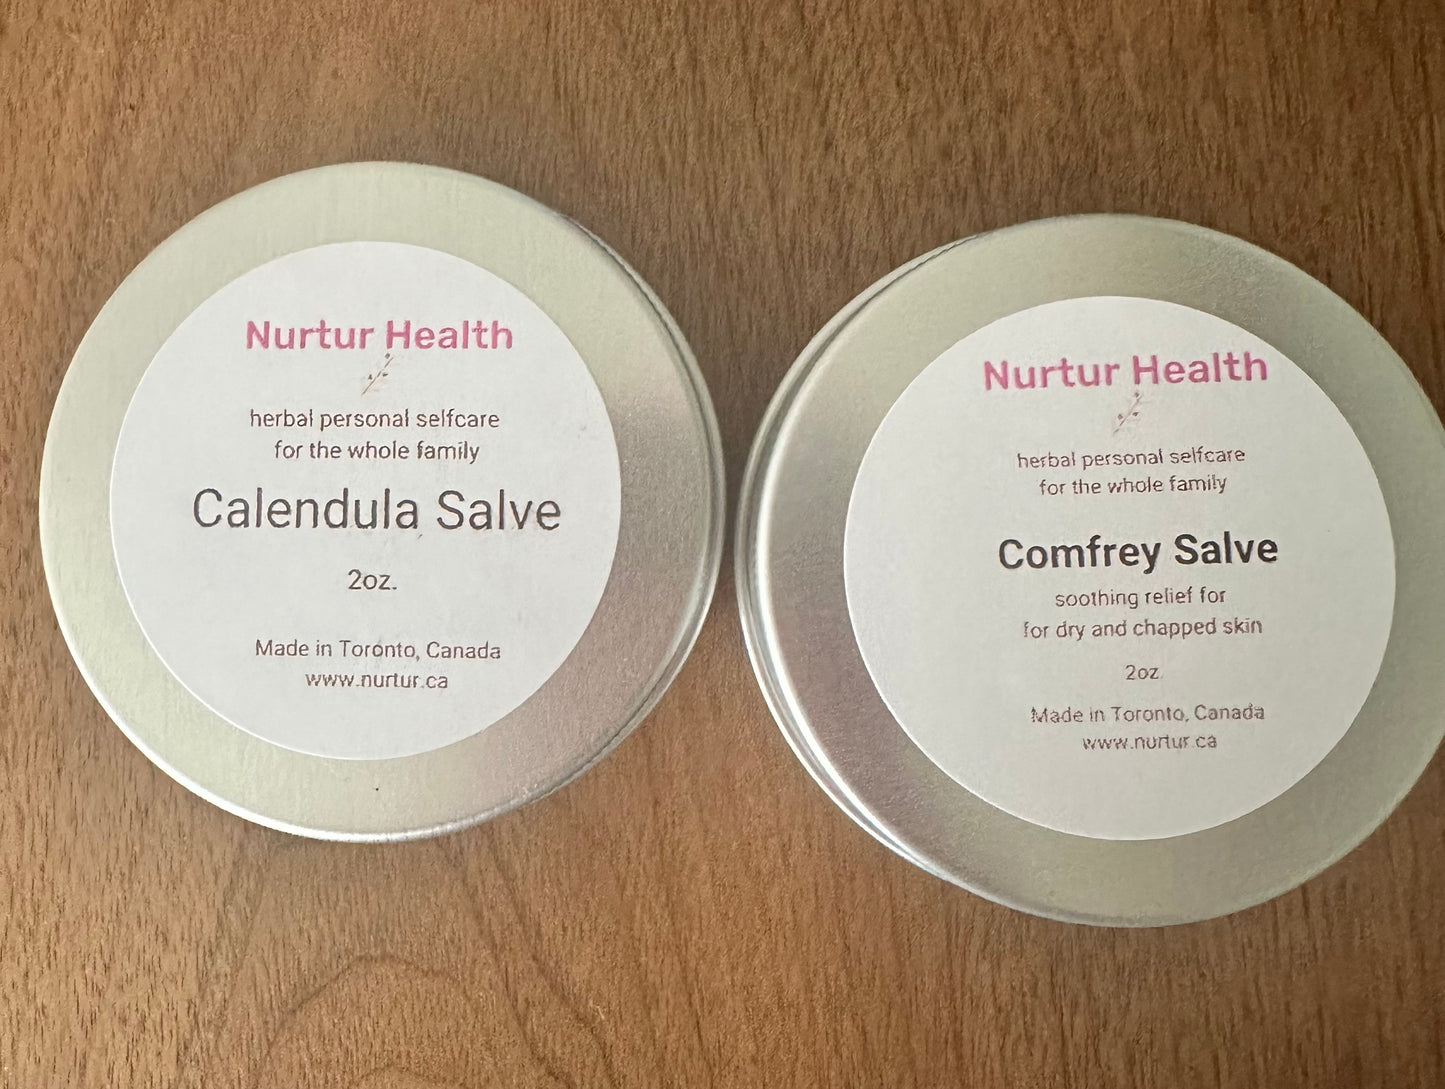 Nurtur Health
herbal personal selfcare
for the whole family
Calendula Salve
2oz.
Made in Toronto, Canada
www.nurtur.ca
Nurtur Health
herbal personal selfcare
for the whole family
Comfrey Salve
soothing relief for
for dry and chapped skin
2oz
Made in Toronto, Canada
www.nurtur.ca